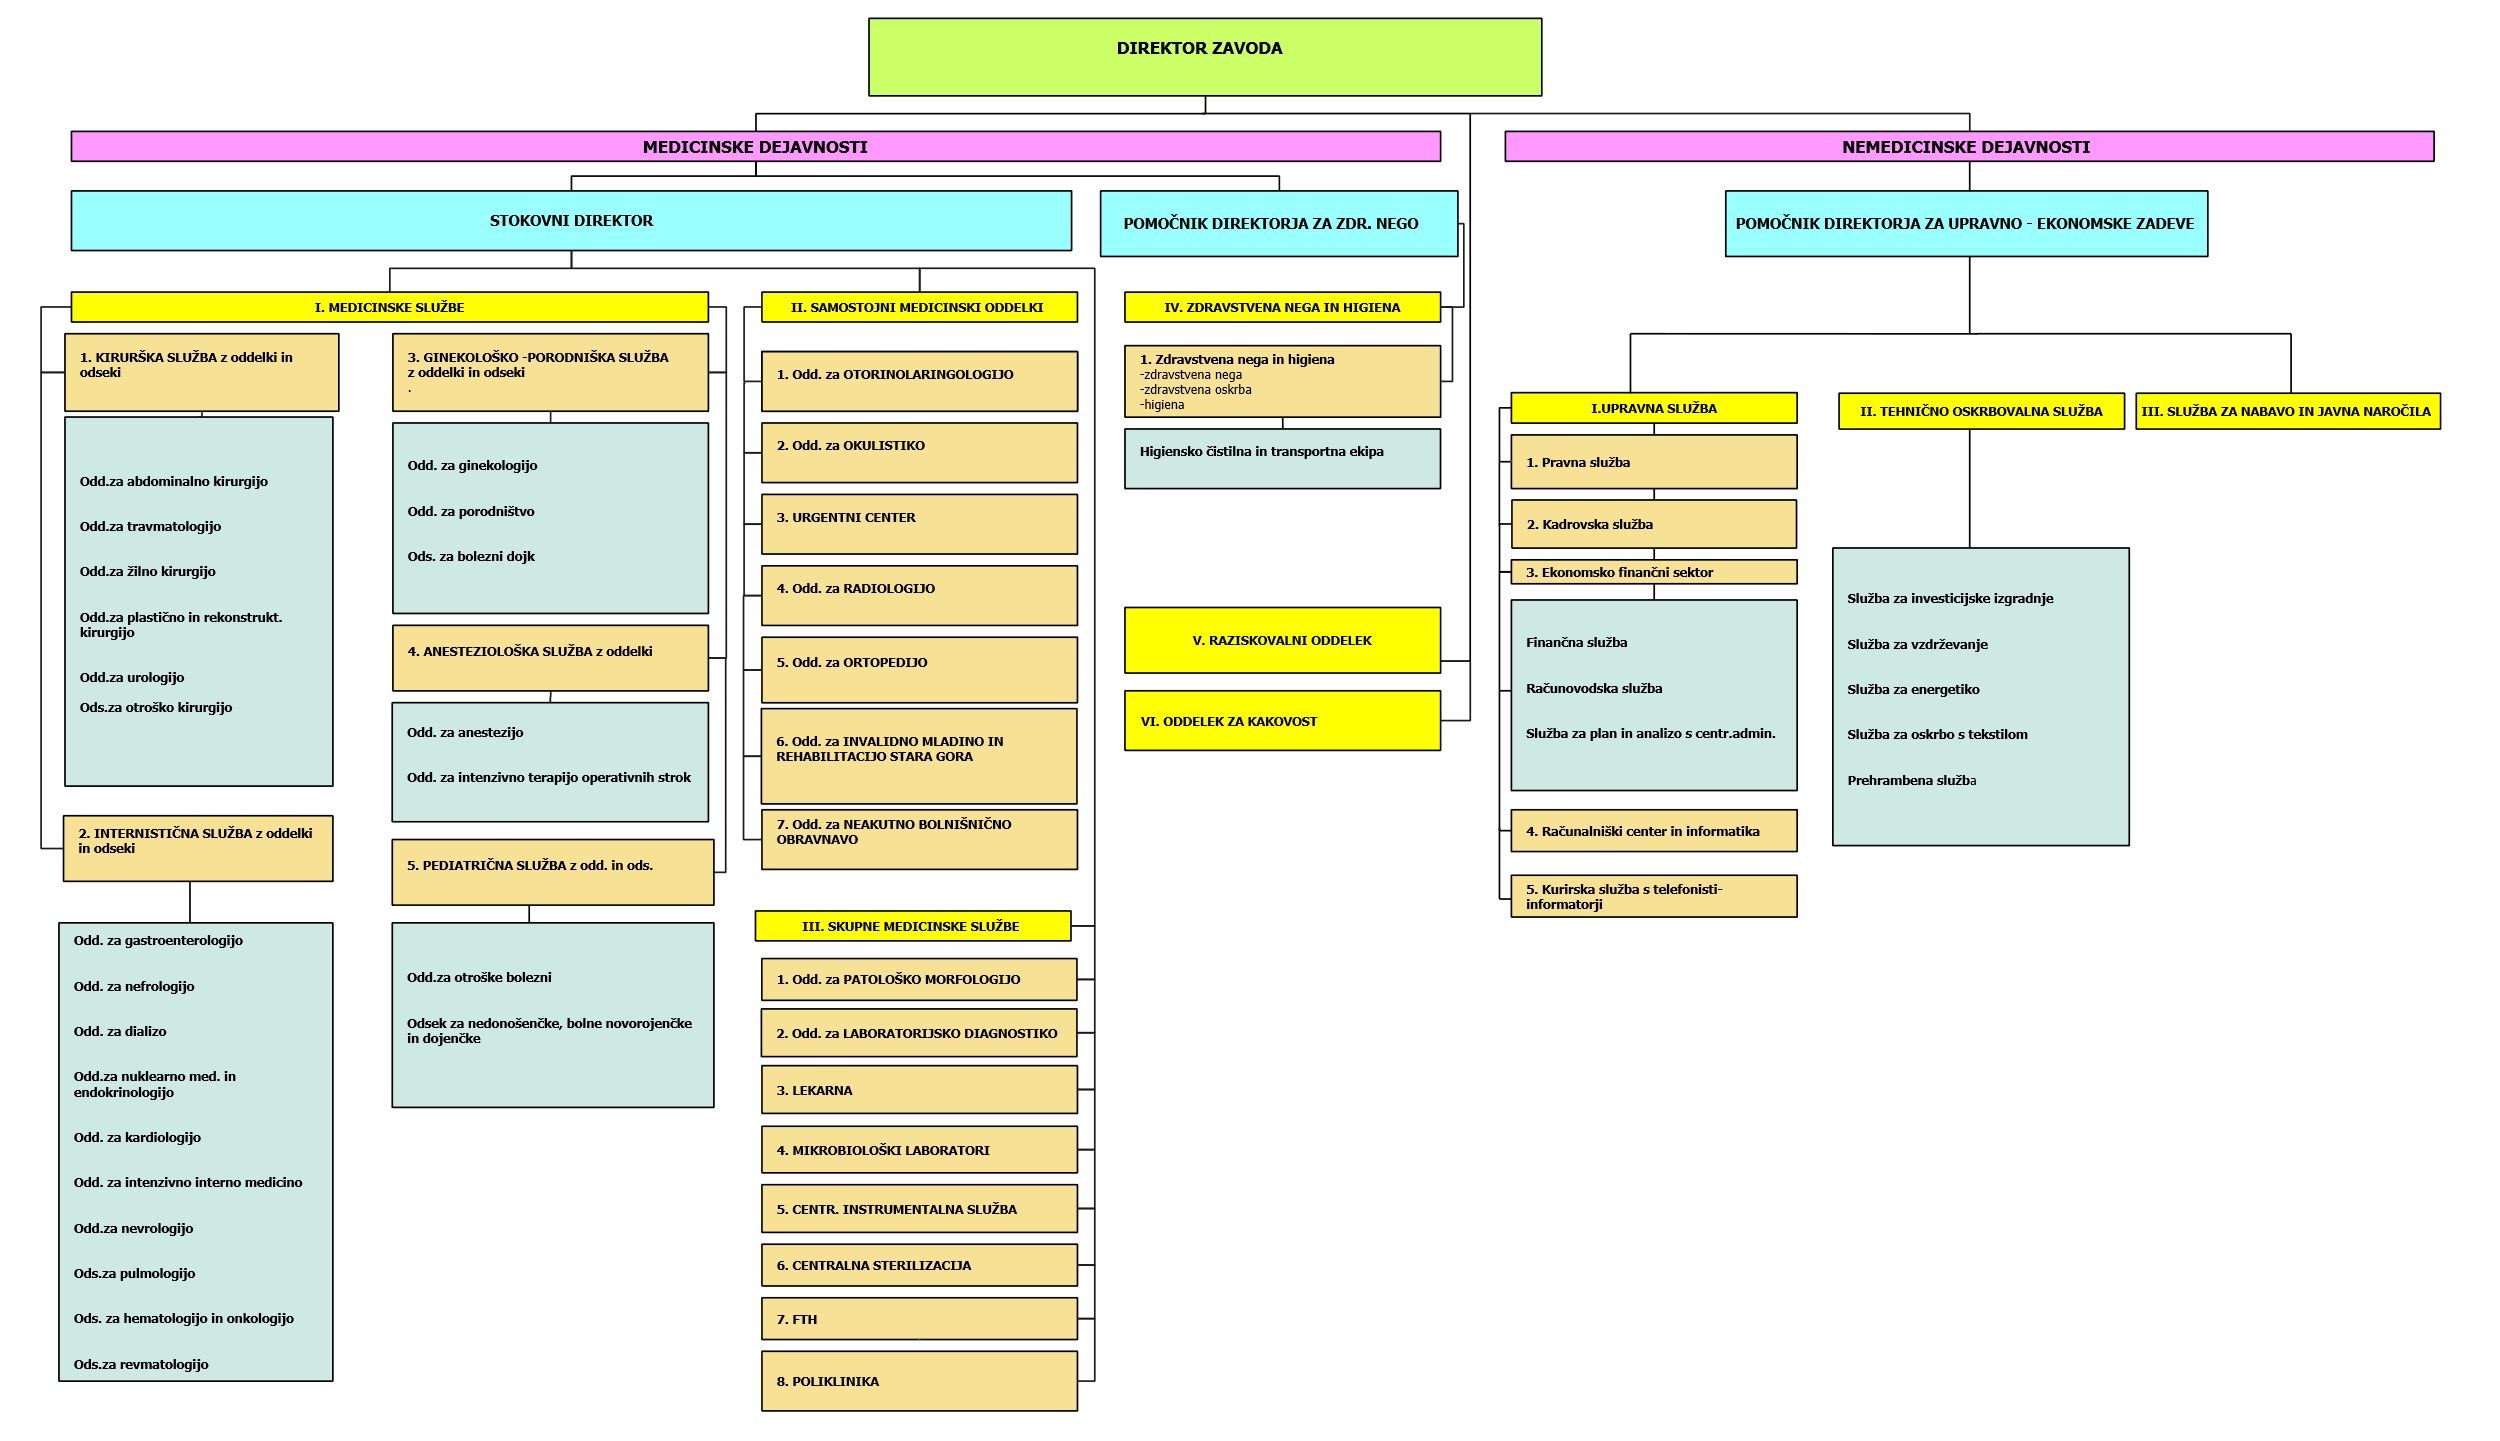 DIREKTOR ZAVODA
MEDICINSKE DEJAVNOSTI
NEMEDICINSKE DEJAVNOSTI
STOKOVNI DIREKTOR
POMOČNIK DIREKTORJA ZA ZDR. NEGO
POMOČNIK DIREKTORJA ZA UPRAVNO - EKONOMSKE ZADEVE
I. MEDICINSKE SLUŽBE
1. KIRURŠKA SLUŽBA z oddelki in
odseki
Odd.za abdominalno kirurgijo
Odd.za travmatologijo
Odd.za žilno kirurgijo
Odd.za plastično in rekonstrukt.
kirurgijo
Odd.za urologijo
Ods.za otroško kirurgijo
2. INTERNISTIČNA SLUŽBA z oddelki
in odseki
Odd. za gastroenterologijo
Odd. za nefrologijo
Odd. za dializo
Odd.za nuklearno med. in
endokrinologijo
Odd. za kardiologijo
Odd. za intenzivno interno medicino
Odd.za nevrologijo
Ods.za pulmologijo
Ods. za hematologijo in onkologijo
Ods.za revmatologijo
3. GINEKOLOŠKO -PORODNIŠKA SLUŽBA
z oddelki in odseki
.
Odd. za ginekologijo
Odd. za porodništvo
Ods. za bolezni dojk
4. ANESTEZIOLOŠKA SLUŽBA z oddelki
Odd. za anestezijo
Odd. za intenzivno terapijo operativnih strok
5. PEDIATRIČNA SLUŽBA z odd. in ods.
Odd.za otroške bolezni
Odsek za nedonošenčke, bolne novorojenčke
in dojenčke
II. SAMOSTOJNI MEDICINSKI ODDELKI
1. Odd. za OTORINOLARINGOLOGIJO
2. Odd. za OKULISTIKO
3. URGENTNI CENTER
4. Odd. za RADIOLOGIJO
5. Odd. za ORTOPEDIJO
6. Odd. za INVALIDNO MLADINO IN
REHABILITACIJO STARA GORA
7. Odd. za NEAKUTNO BOLNIŠNIČNO
OBRAVNAVO
III. SKUPNE MEDICINSKE SLUŽBE
1. Odd. za PATOLOŠKO MORFOLOGIJO
2. Odd. za LABORATORIJSKO DIAGNOSTIKO
3. LEKARNA
4. MIKROBIOLOŠKI LABORATORI
5. CENTR. INSTRUMENTALNA SLUŽBA
6. CENTRALNA STERILIZACIJA
7. FTH
8. POLIKLINIKA
IV. ZDRAVSTVENA NEGA IN HIGIENA
1. Zdravstvena nega in higiena
-zdravstvena nega
-zdravstvena oskrba
-higiena
Higiensko čistilna in transportna ekipa
V. RAZISKOVALNI ODDELEK
VI. ODDELEK ZA KAKOVOST
I.UPRAVNA SLUŽBA
1. Pravna služba
2. Kadrovska služba
3. Ekonomsko finančni sektor
Finančna služba
Računovodska služba
Služba za plan in analizo s centr.admin.
4. Računalniški center in informatika
5. Kurirska služba s telefonisti-
informatorji
II. TEHNIČNO OSKRBOVALNA SLUŽBA
Služba za investicijske izgradnje
Služba za vzdrževanje
Služba za energetiko
Služba za oskrbo s tekstilom
Prehrambena služba
III. SLUŽBA ZA NABAVO IN JAVNA NAROČILA